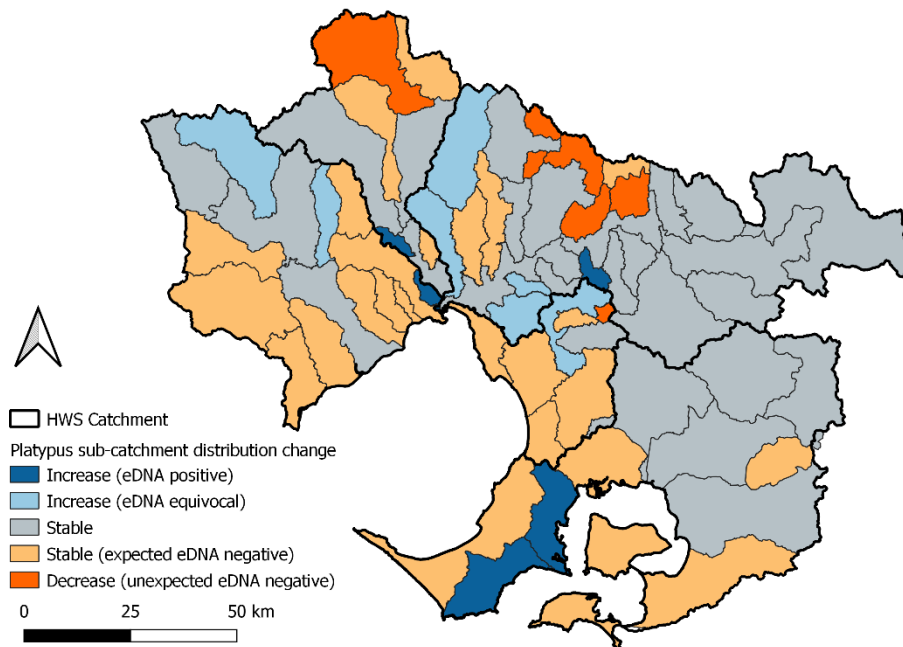 HWS Catchment
Platypus sub-catchment distribution change
Increase (eDNA positive)
Increase (eDNA equivocal)
Stable
Stable (expected eDNA negative)
Decrease (unexpected eDNA negative)
0 25 50 km